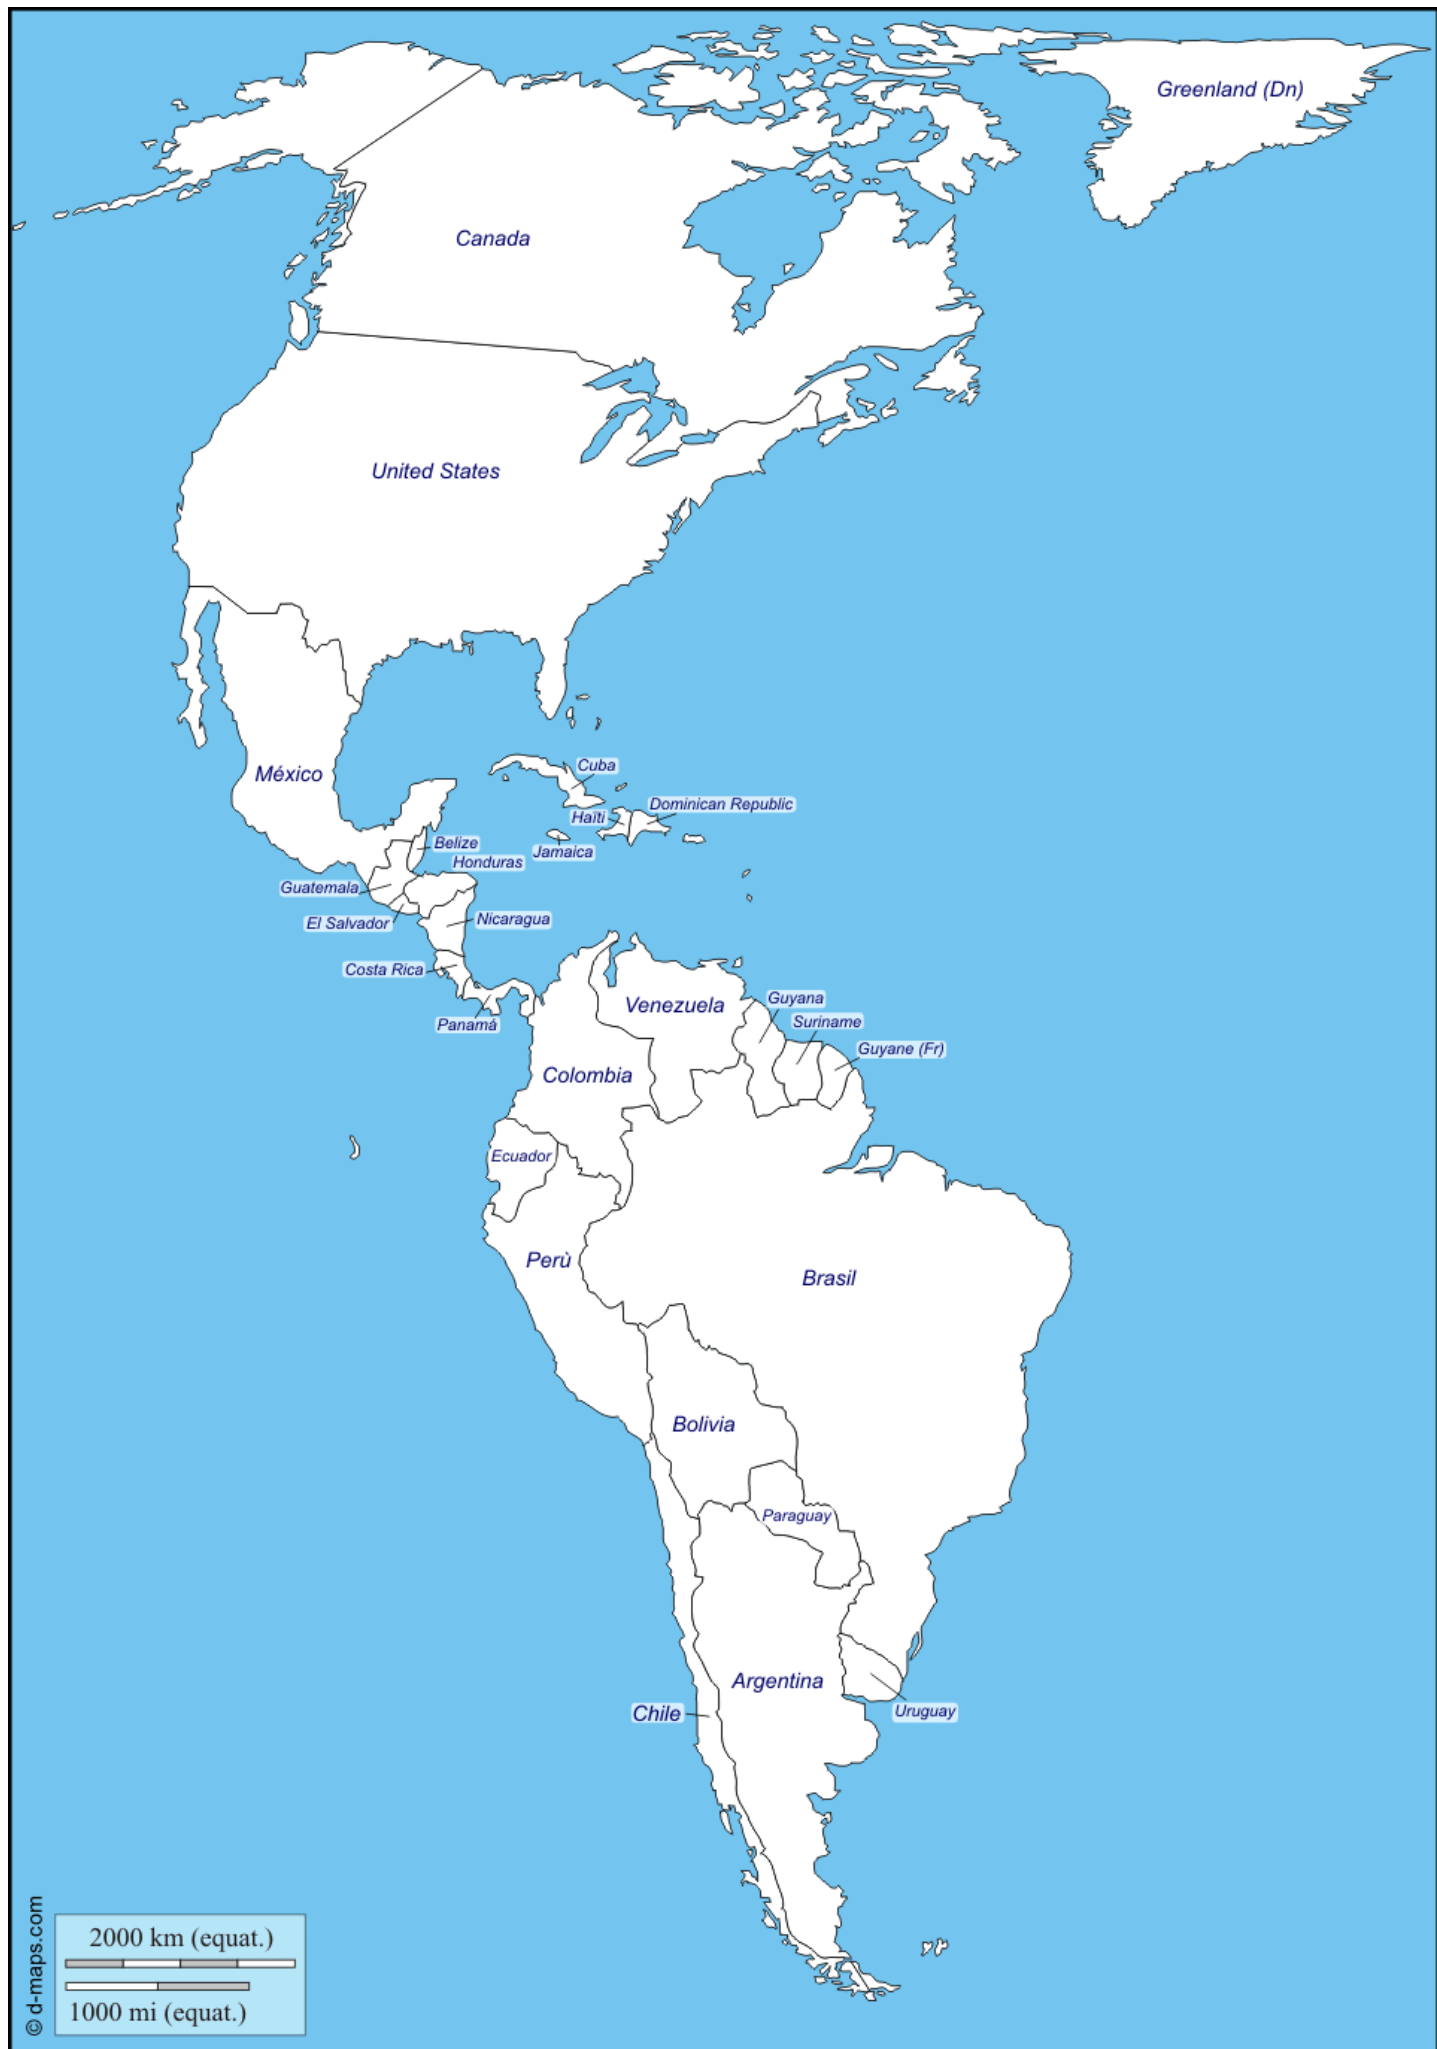 Greenland (Dn)
Canada
United States
México
Cuba
Dominican Republic
Haïti
Jamaica
Belize
Honduras
Guatemala
El Salvador
Nicaragua
Costa Rica
Panamá
Venezuela
Guyana
Suriname
Guyane (Fr)
Colombia
Ecuador
Perù
Brasil
Bolivia
Paraguay
Argentina
Chile
Uruguay
© d-maps.com
2000 km (equat.)
1000 mi (equat.)